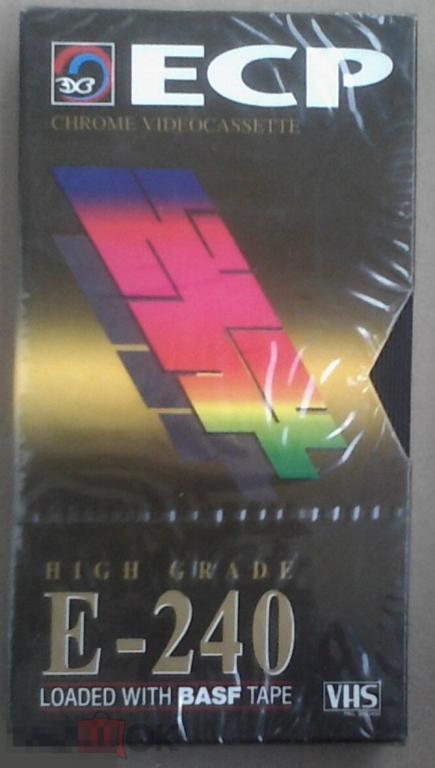 ECP
CHROME VIDEOCASSETTE
HIGH GRADE
E-240
LOADED WITH BASF TAPE
VHS